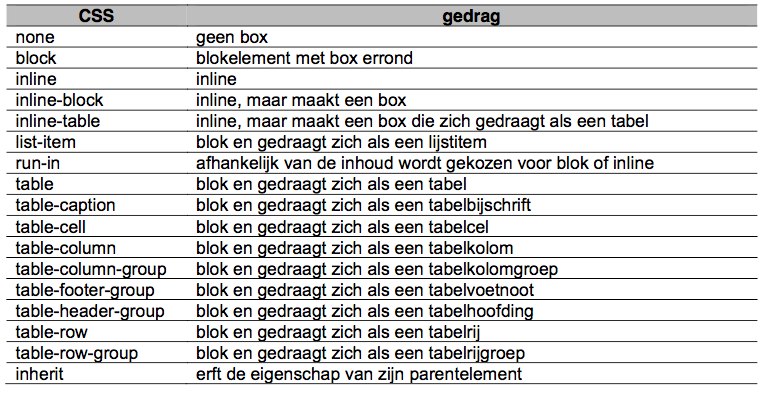 CSS gedrag
none geen box
block blokelement met box errond
inline inline
inline-block inline, maar maakt een box
inline-table inline, maar maakt een box die zich gedraagt als een tabel
list-item blok en gedraagt zich als een lijstitem
run-in afhankelijk van de inhoud wordt gekozen voor blok of inline
table blok en gedraagt zich als een tabel
table-caption blok en gedraagt zich als een tabelbijschrift
table-cell blok en gedraagt zich als een tabelcel
table-column blok en gedraagt zich als een tabelkolom
table-column-group blok en gedraagt zich als een tabelkolomgroep
table-footer-group blok en gedraagt zich als een tabelvoetnoot
table-header-group blok en gedraagt zich als een tabelhoofding
table-row blok en gedraagt zich als een tabelrij
table-row-group blok en gedraagt zich als een tabelrijgroep
inherit erft de eigenschap van zijn parentelement